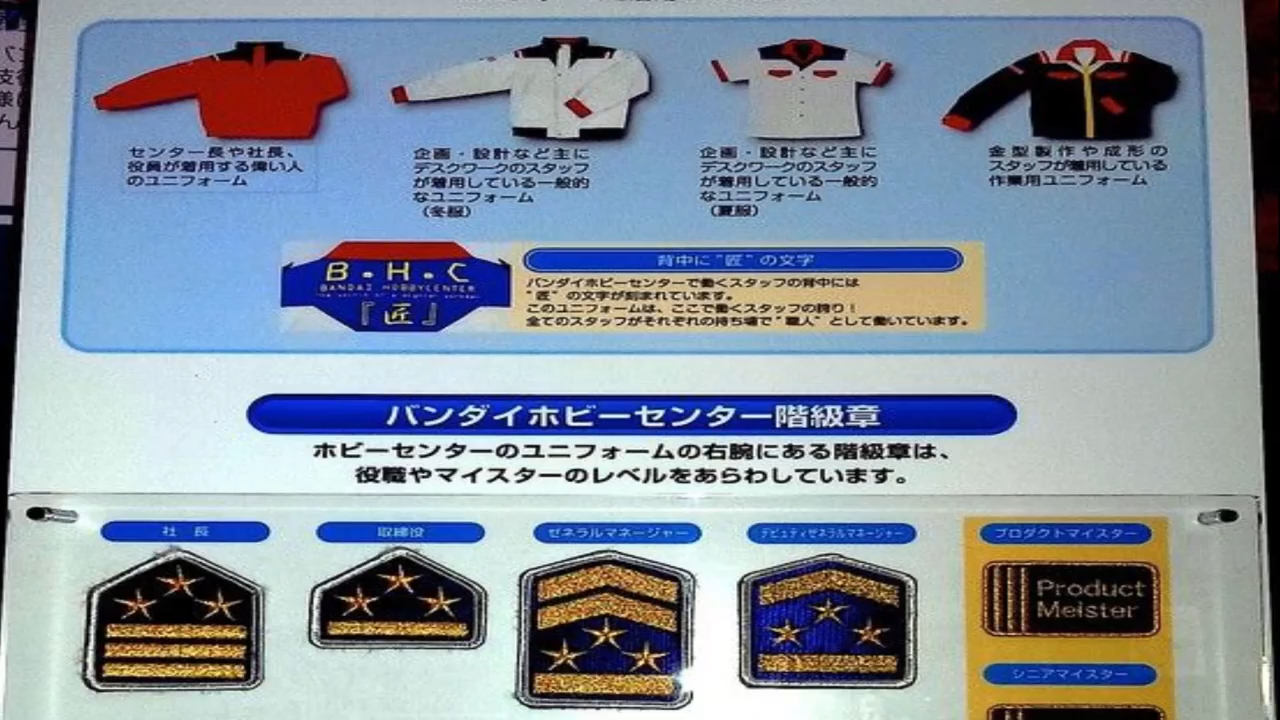 センター長や社長、
役員が着用する偉い人
のユニフォーム
企画・設計など主に
デスクワークのスタッフ
が着用している一般的
なユニフォーム
(冬服)
企画・設計など主に
デスクワークのスタッフ
が着用している一般的
なユニフォーム
(夏服)
金型製作や成形の
スタッフが着用している
作業用ユニフォーム
B・H・C
BANDAI HOBBYCENTER
『匠』
背中に"匠"の文字
バンダイホビーセンターで働くスタッフの背中には
"匠"の文字が刻まれています。
このユニフォームは、ここで働くスタッフの誇り!
全てのスタッフがそれぞれの持ち場で"職人"として働いています。
バンダイホビーセンター階級章
ホビーセンターのユニフォームの右腕にある階級章は、
役職やマイスターのレベルをあらわしています。
社長
取締役
ゼネラルマネージャー
デピュティゼネラルマネージャー
プロダクトマイスター
Product
Meister
シニアマイスター